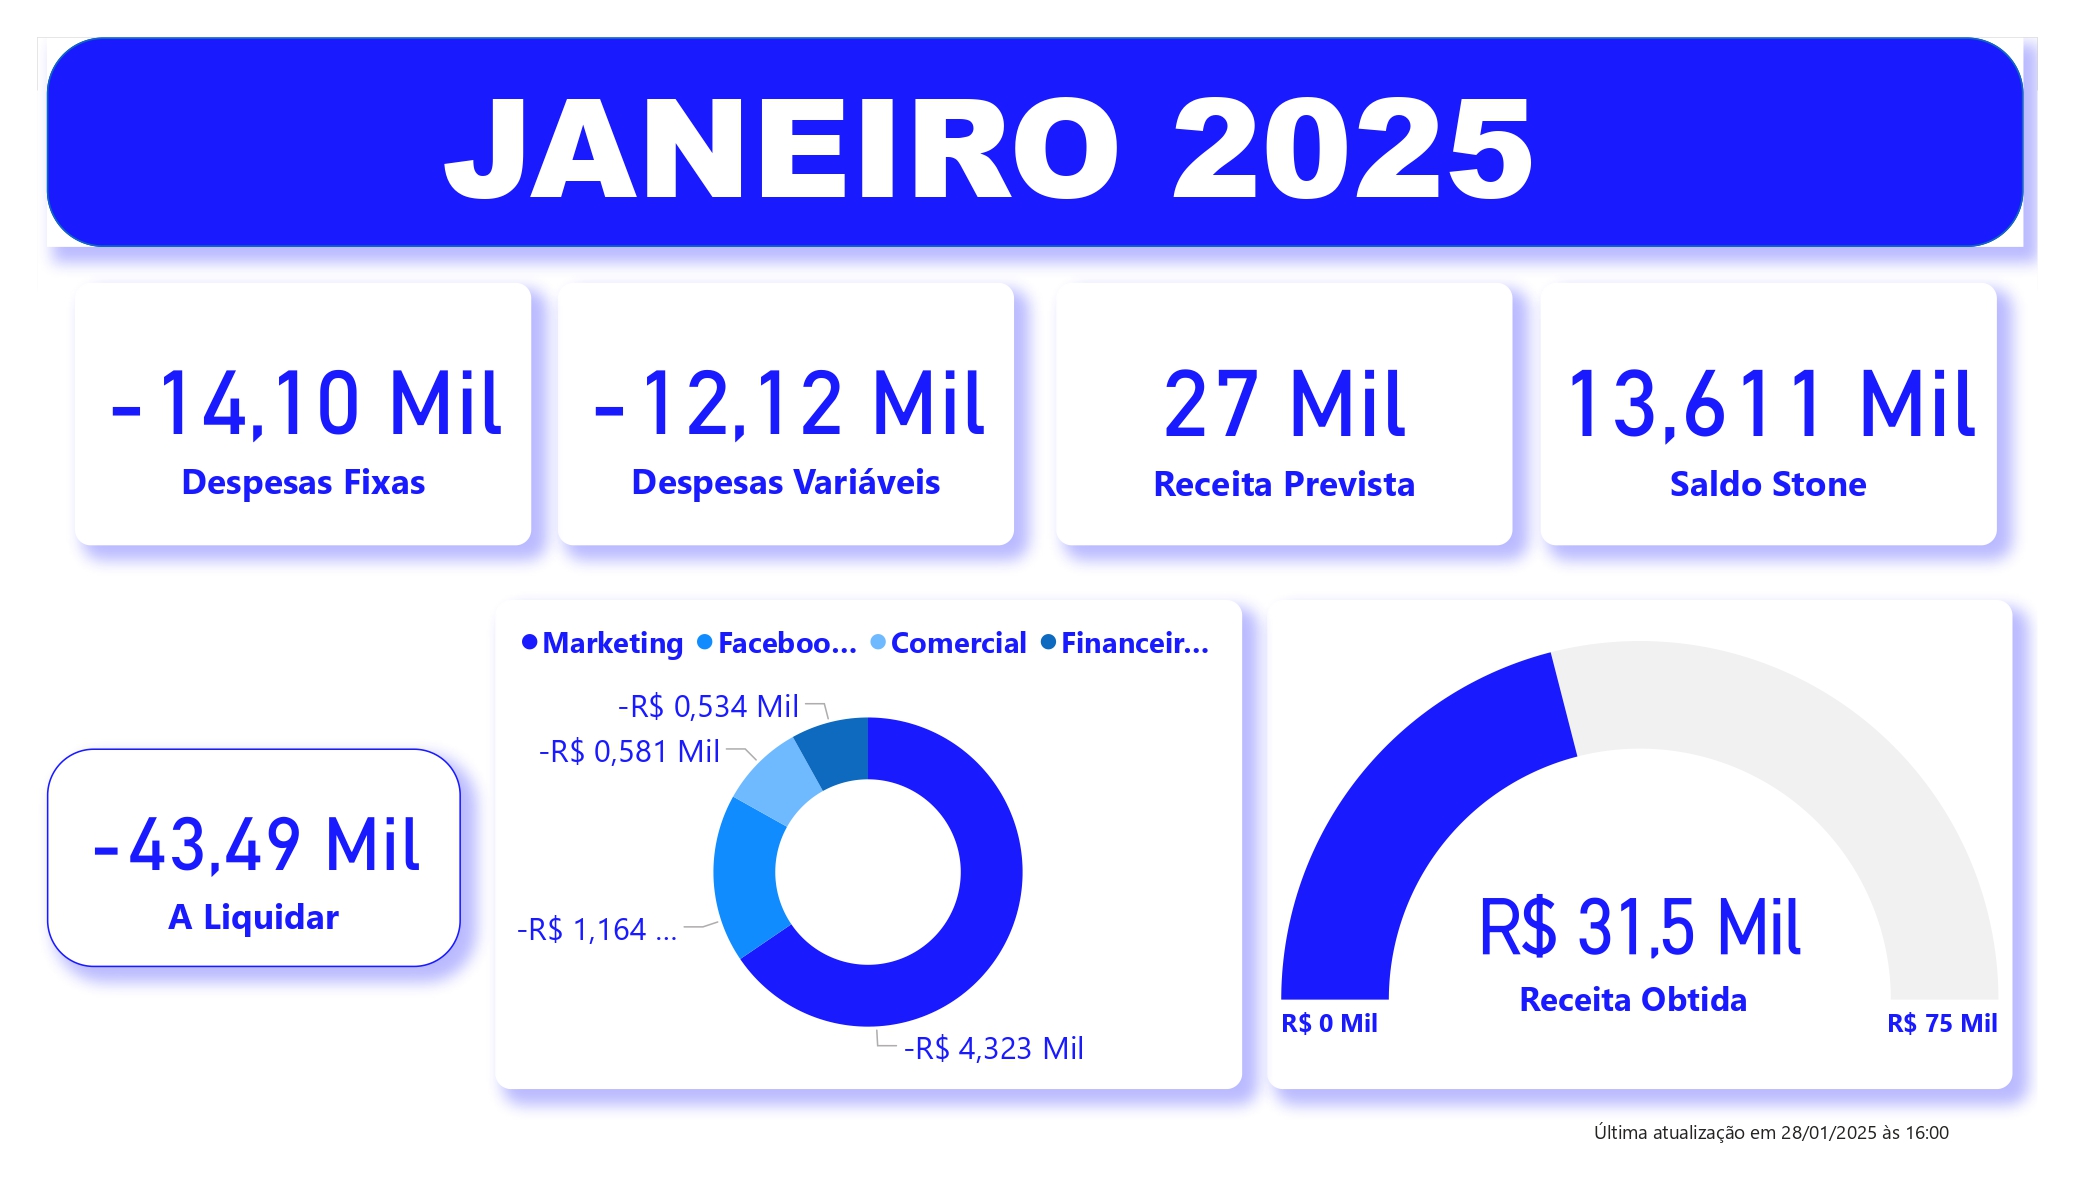 JANEIRO 2025
-14,10 Mil
Despesas Fixas
-12,12 Mil
Despesas Variáveis
27 Mil
Receita Prevista
13,611 Mil
Saldo Stone
-43,49 Mil
A Liquidar
Marketing Faceboo... Comercial Financeir...
-R$ 0,534 Mil
-R$ 0,581 Mil
-R$ 1,164 ...
-R$ 4,323 Mil
R$ 31,5 Mil
Receita Obtida
R$ 0 Mil
R$ 75 Mil
Última atualização em 28/01/2025 às 16:00